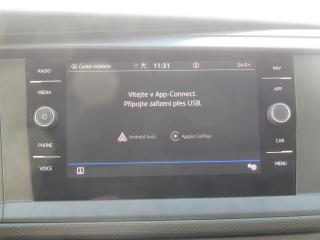 RADIO
MEDIA
PHONE
VOICE
České melodie 11:31 24.0
Vítejte v App-Connect.
Připojte zařízení přes USB.
Android Auto Apple CarPlay
NAV
APP
CAR
MENU